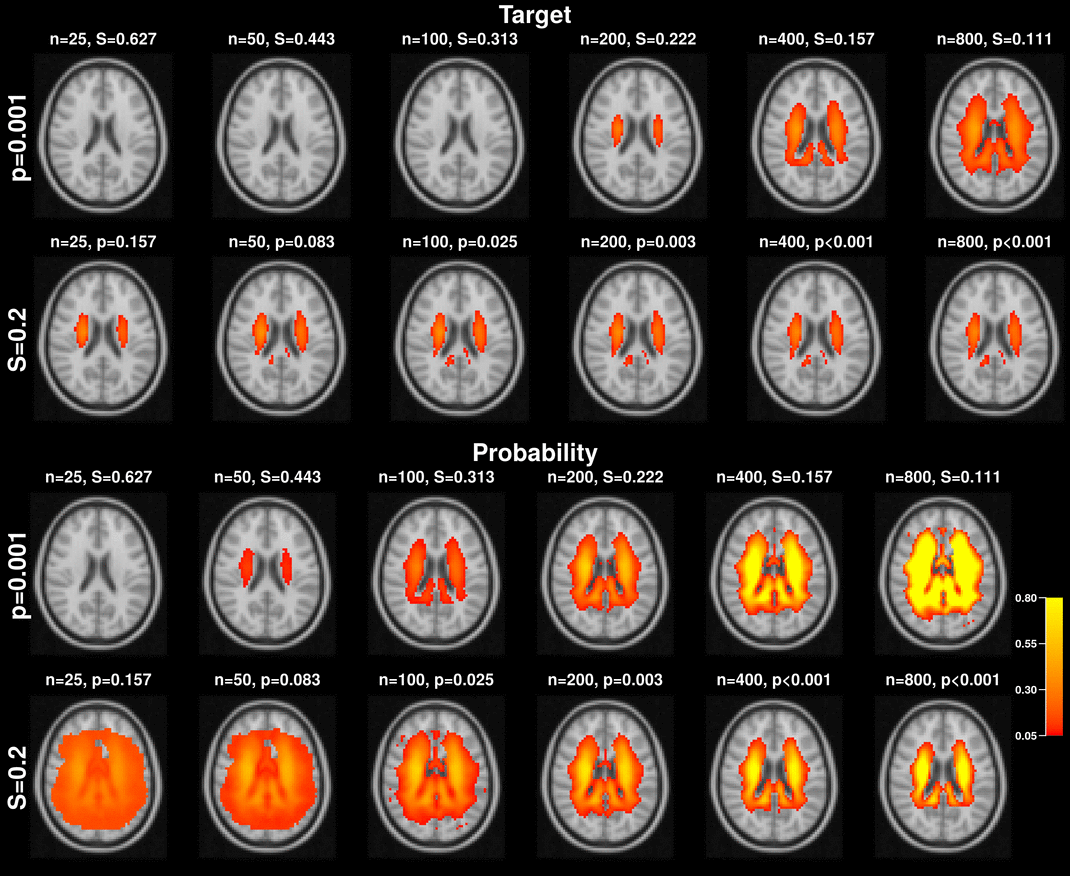 Target
n=25, S=0.627 n=50, S=0.443 n=100, S=0.313 n=200, S=0.222 n=400, S=0.157 n=800, S=0.111
p=0.001
n=25, p=0.157 n=50, p=0.083 n=100, p=0.025 n=200, p=0.003 n=400, p<0.001 n=800, p<0.001
S=0.2
Probability
n=25, S=0.627 n=50, S=0.443 n=100, S=0.313 n=200, S=0.222 n=400, S=0.157 n=800, S=0.111
p=0.001
0.80
0.55
0.30
0.05
n=25, p=0.157 n=50, p=0.083 n=100, p=0.025 n=200, p=0.003 n=400, p<0.001 n=800, p<0.001
S=0.2